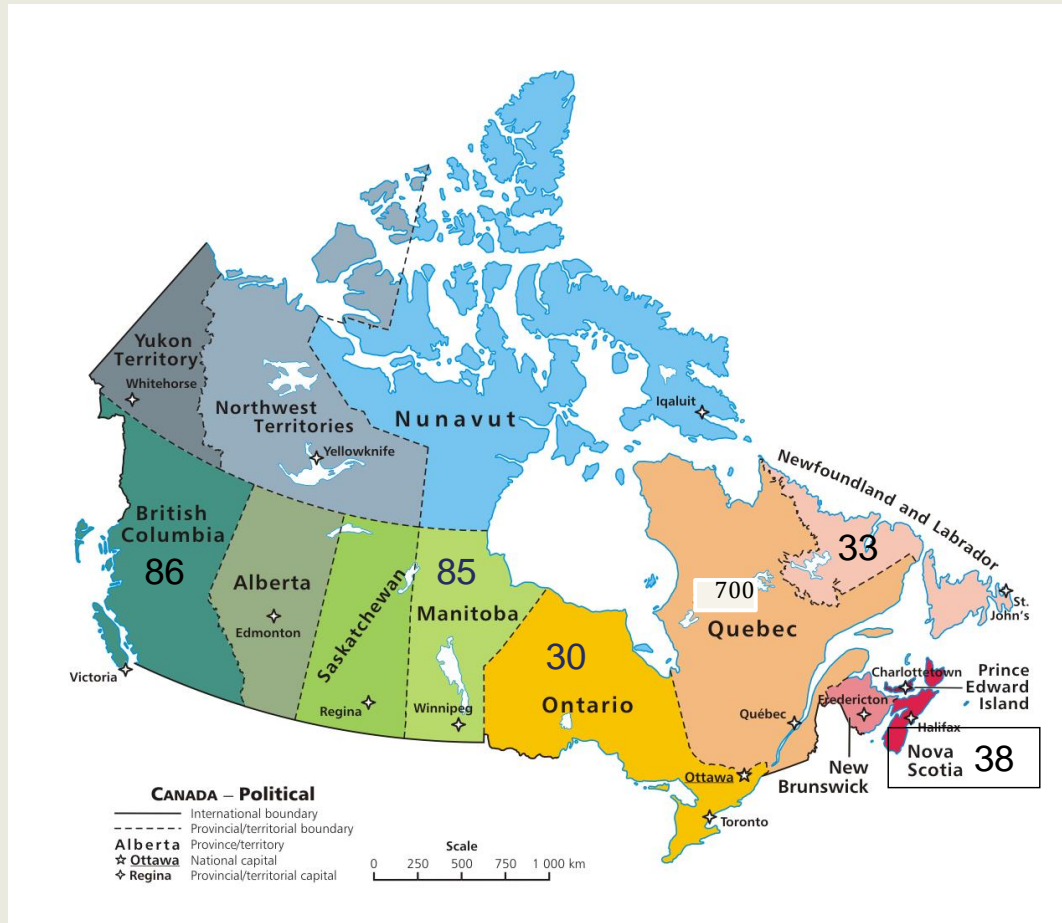 Yukon
Territory
Whitehorse
Northwest
Territories
Yellowknife
Nunavut
Iqaluit
Newfoundland and Labrador
British
Columbia
86
Alberta
Edmonton
Saskatchewan
85
Manitoba
33
700
Quebec
St.
John's
30
Ontario
Victoria
Regina
Winnipeg
Québec
Charlottetown
Prince
Edward
Island
Fredericton
Halifax
Nova
Scotia 38
New
Brunswick
Ottawa
Toronto
CANADA – Political
International boundary
Provincial/territorial boundary
Alberta Province/territory
Ottawa National capital
Regina Provincial/territorial capital
Scale
0 250 500 750 1 000 km